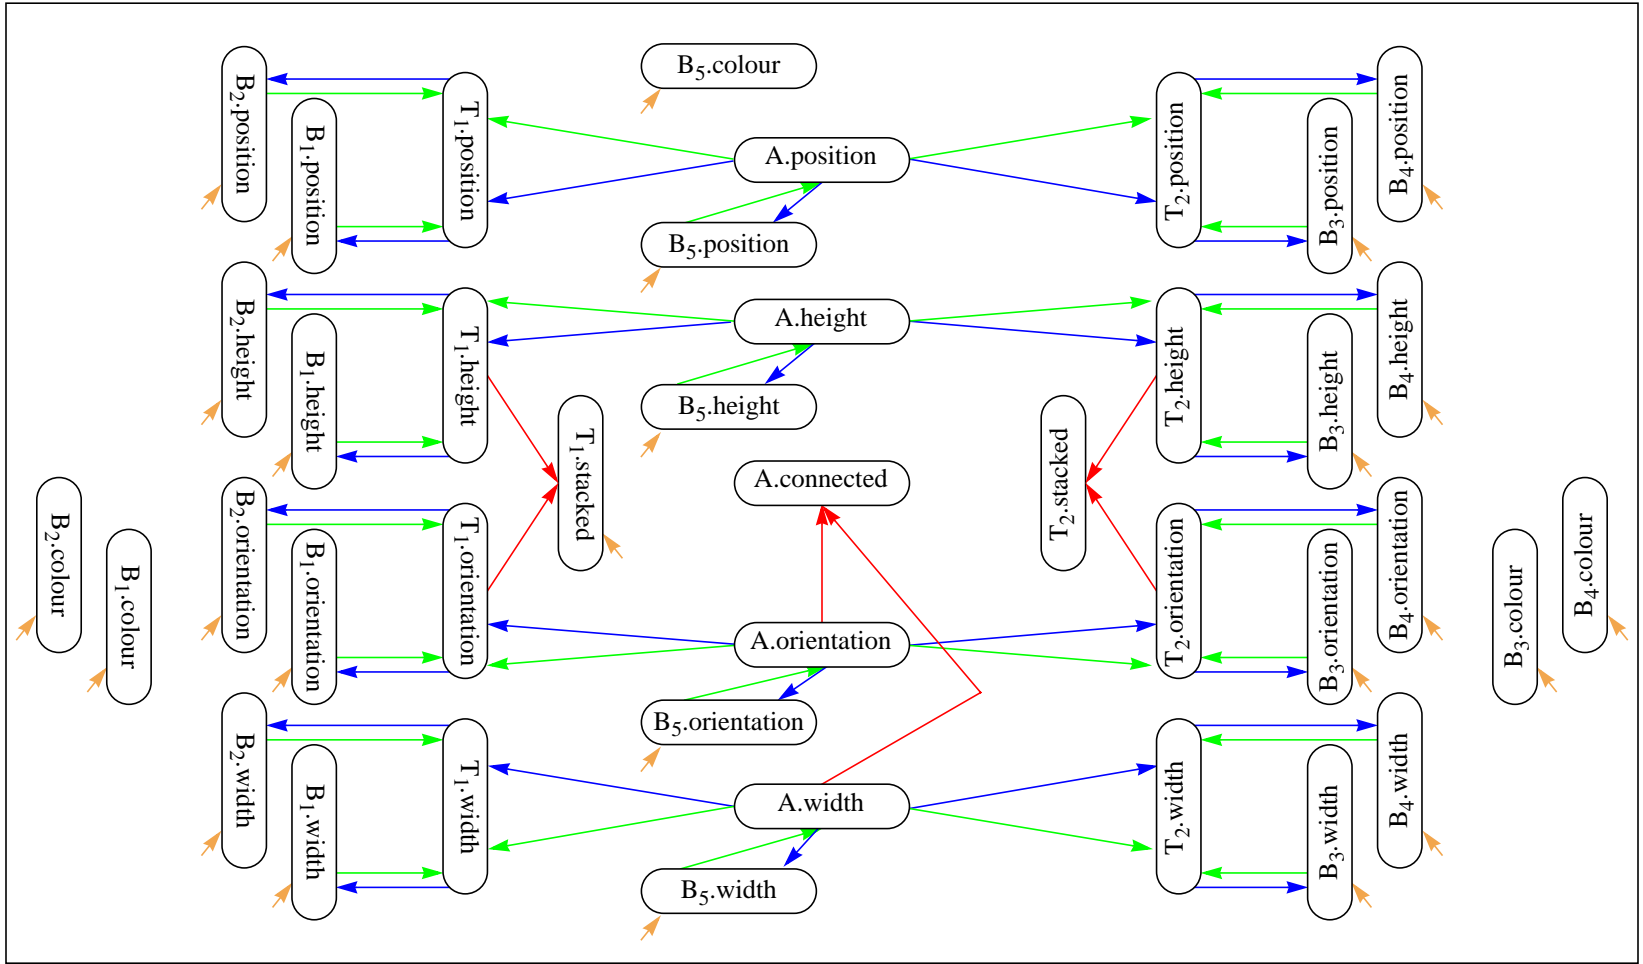 B5.colour
B2.position
B1.position
T1.position
A.position
B5.position
T2.position
B3.position
B4.position
B2.height
B1.height
T1.height
A.height
B5.height
T2.height
B3.height
B4.height
T1.stacked
A.connected
T2.stacked
B2.colour
B1.colour
B2.orientation
B1.orientation
T1.orientation
A.orientation
B5.orientation
T2.orientation
B3.orientation
B4.orientation
B3.colour
B4.colour
B2.width
B1.width
T1.width
A.width
B5.width
T2.width
B3.width
B4.width